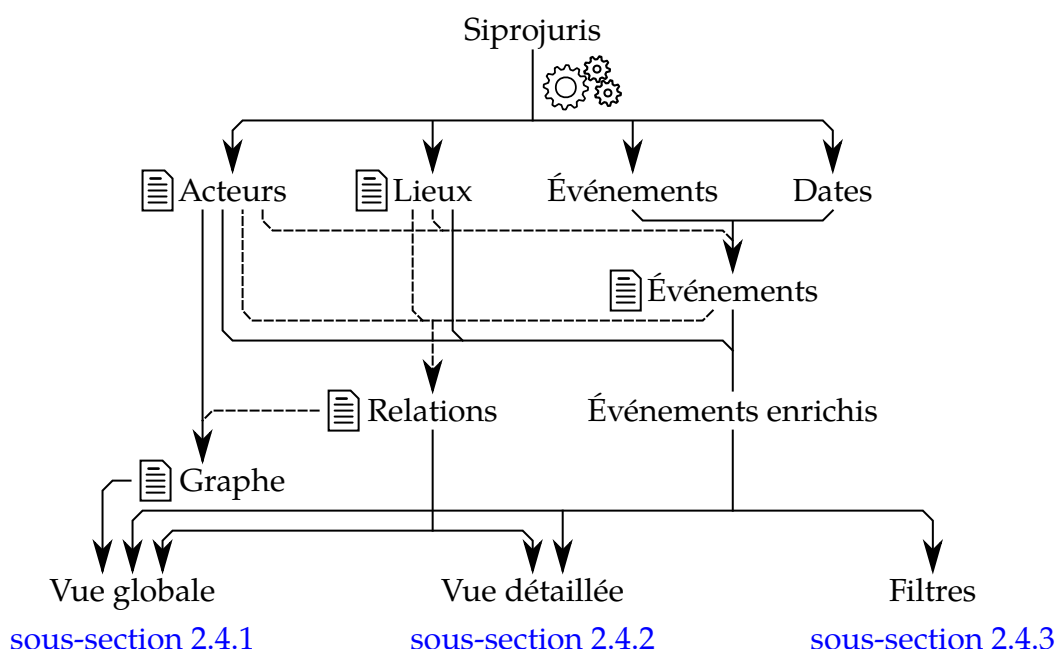 Siprojuris
Acteurs Lieux Événements Dates
Événements
Relations Événements enrichis
Graphe
Vue globale Vue détaillée Filtres
sous-section 2.4.1 sous-section 2.4.2 sous-section 2.4.3